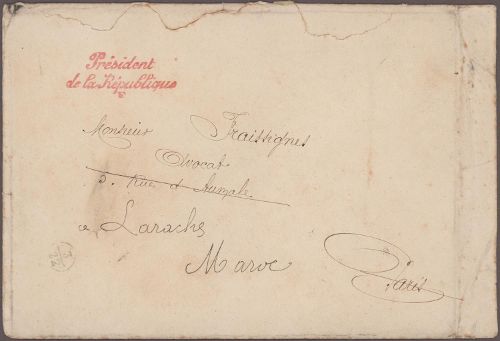 Président
de la République
Monsieur Fraissignes
Avocat
5. Rue d'Aumale
a Larache
Maroc
Paris